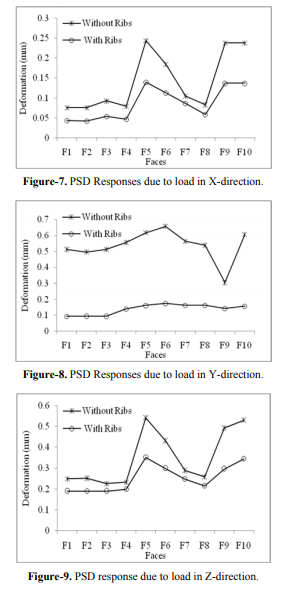 0.3
0.25
0.2
0.15
0.1
0.05
0
Deformation (mm)
Without Ribs
With Ribs
F1 F2 F3 F4 F5 F6 F7 F8 F9 F10
Faces
Figure-7. PSD Responses due to load in X-direction.
0.7
0.6
0.5
0.4
0.3
0.2
0.1
0
Deformation (mm)
Without Ribs
With Ribs
F1 F2 F3 F4 F5 F6 F7 F8 F9 F10
Faces
Figure-8. PSD Responses due to load in Y-direction.
0.6
0.5
0.4
0.3
0.2
0.1
0
Deformation (mm)
Without Ribs
With Ribs
F1 F2 F3 F4 F5 F6 F7 F8 F9 F10
Faces
Figure-9. PSD response due to load in Z-direction.